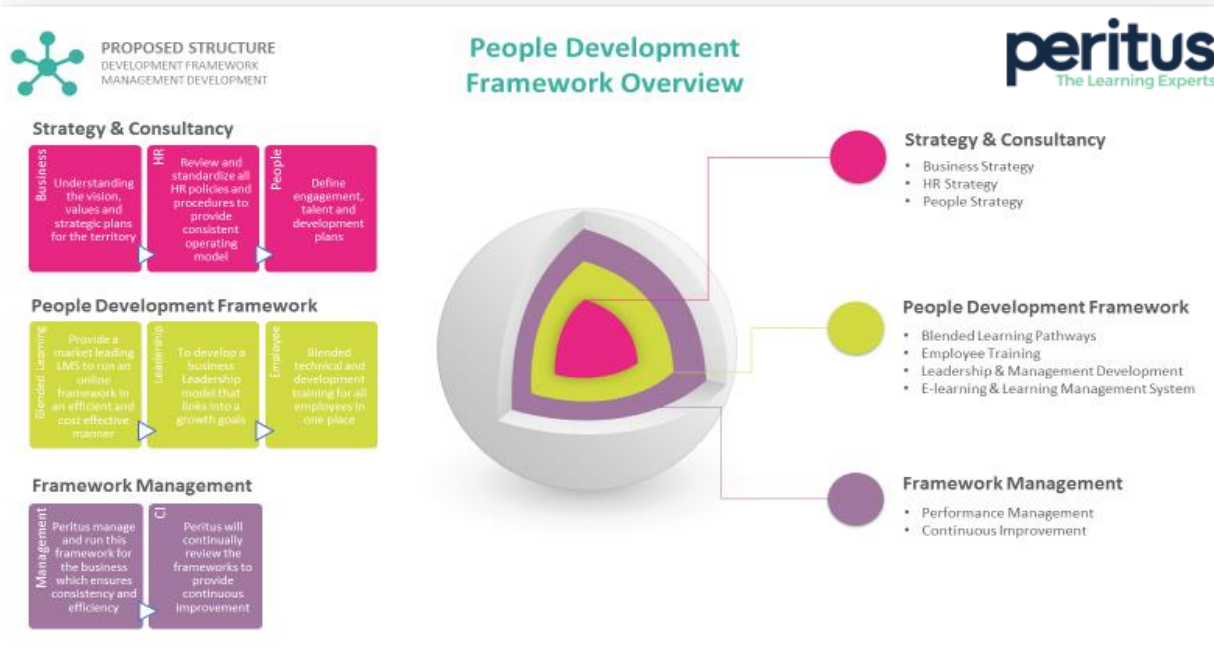 PROPOSED STRUCTURE
DEVELOPMENT FRAMEWORK
MANAGEMENT DEVELOPMENT
People Development
Framework Overview
peritus
The Learning Experts
Strategy & Consultancy
Business
Understanding
the vision,
values and
strategic plans
for the territory
HR
Review and
standardize all
HR policies and
procedures to
provide
consistent
operating
model
People
Define
engagement,
talent and
development
plans
People Development Framework
Blended Learning
Provide a
market leading
LMS to run an
online
framework in
an efficient and
cost effective
manner
Leadership
To develop a
business
Leadership
model that
links into a
growth goals
Employee
Blended
technical and
development
training for all
employees in
one place
Framework Management
Management
Peritus manage
and run this
framework for
the business
which ensures
consistency and
efficiency
CI
Peritus will
continually
review the
frameworks to
provide
continuous
improvement
Strategy & Consultancy
• Business Strategy
• HR Strategy
• People Strategy
People Development Framework
• Blended Learning Pathways
• Employee Training
• Leadership & Management Development
• E-learning & Learning Management System
Framework Management
• Performance Management
• Continuous Improvement